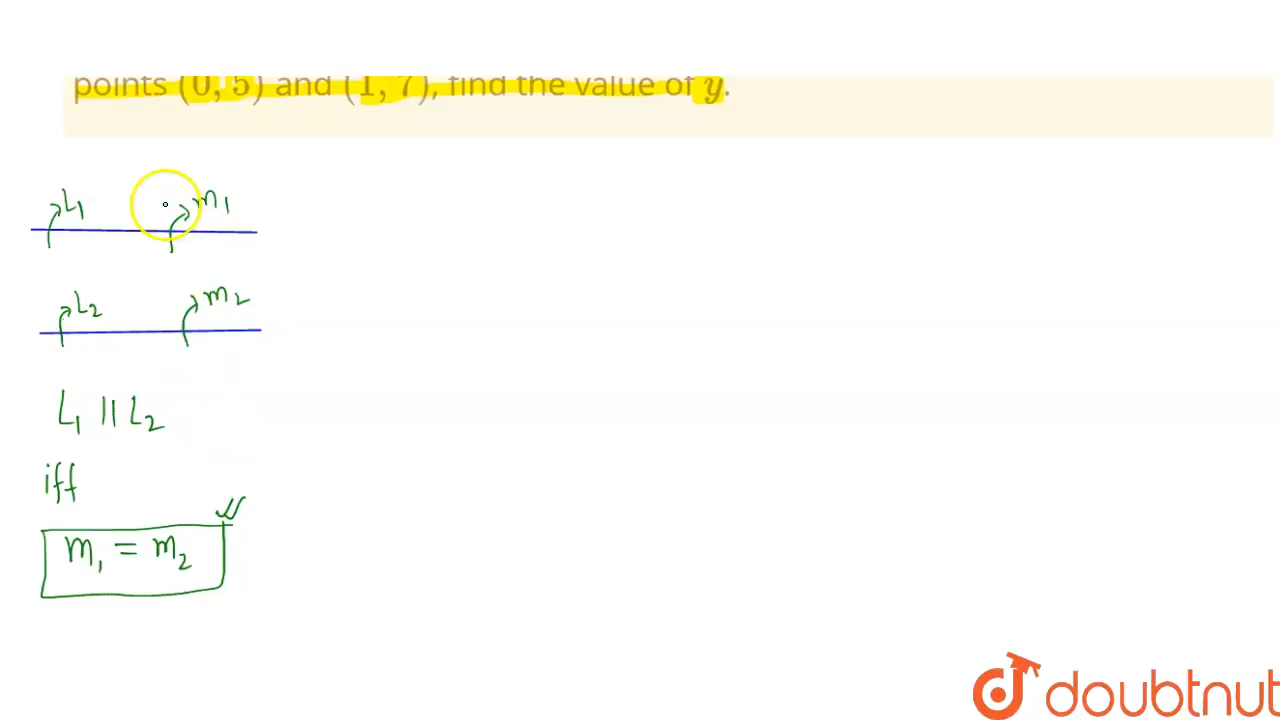 points (0, 5) and (1, 7), find the value of y.
L1 m1
L2 m2
L1 || L2
iff
m1 = m2
doubtnut